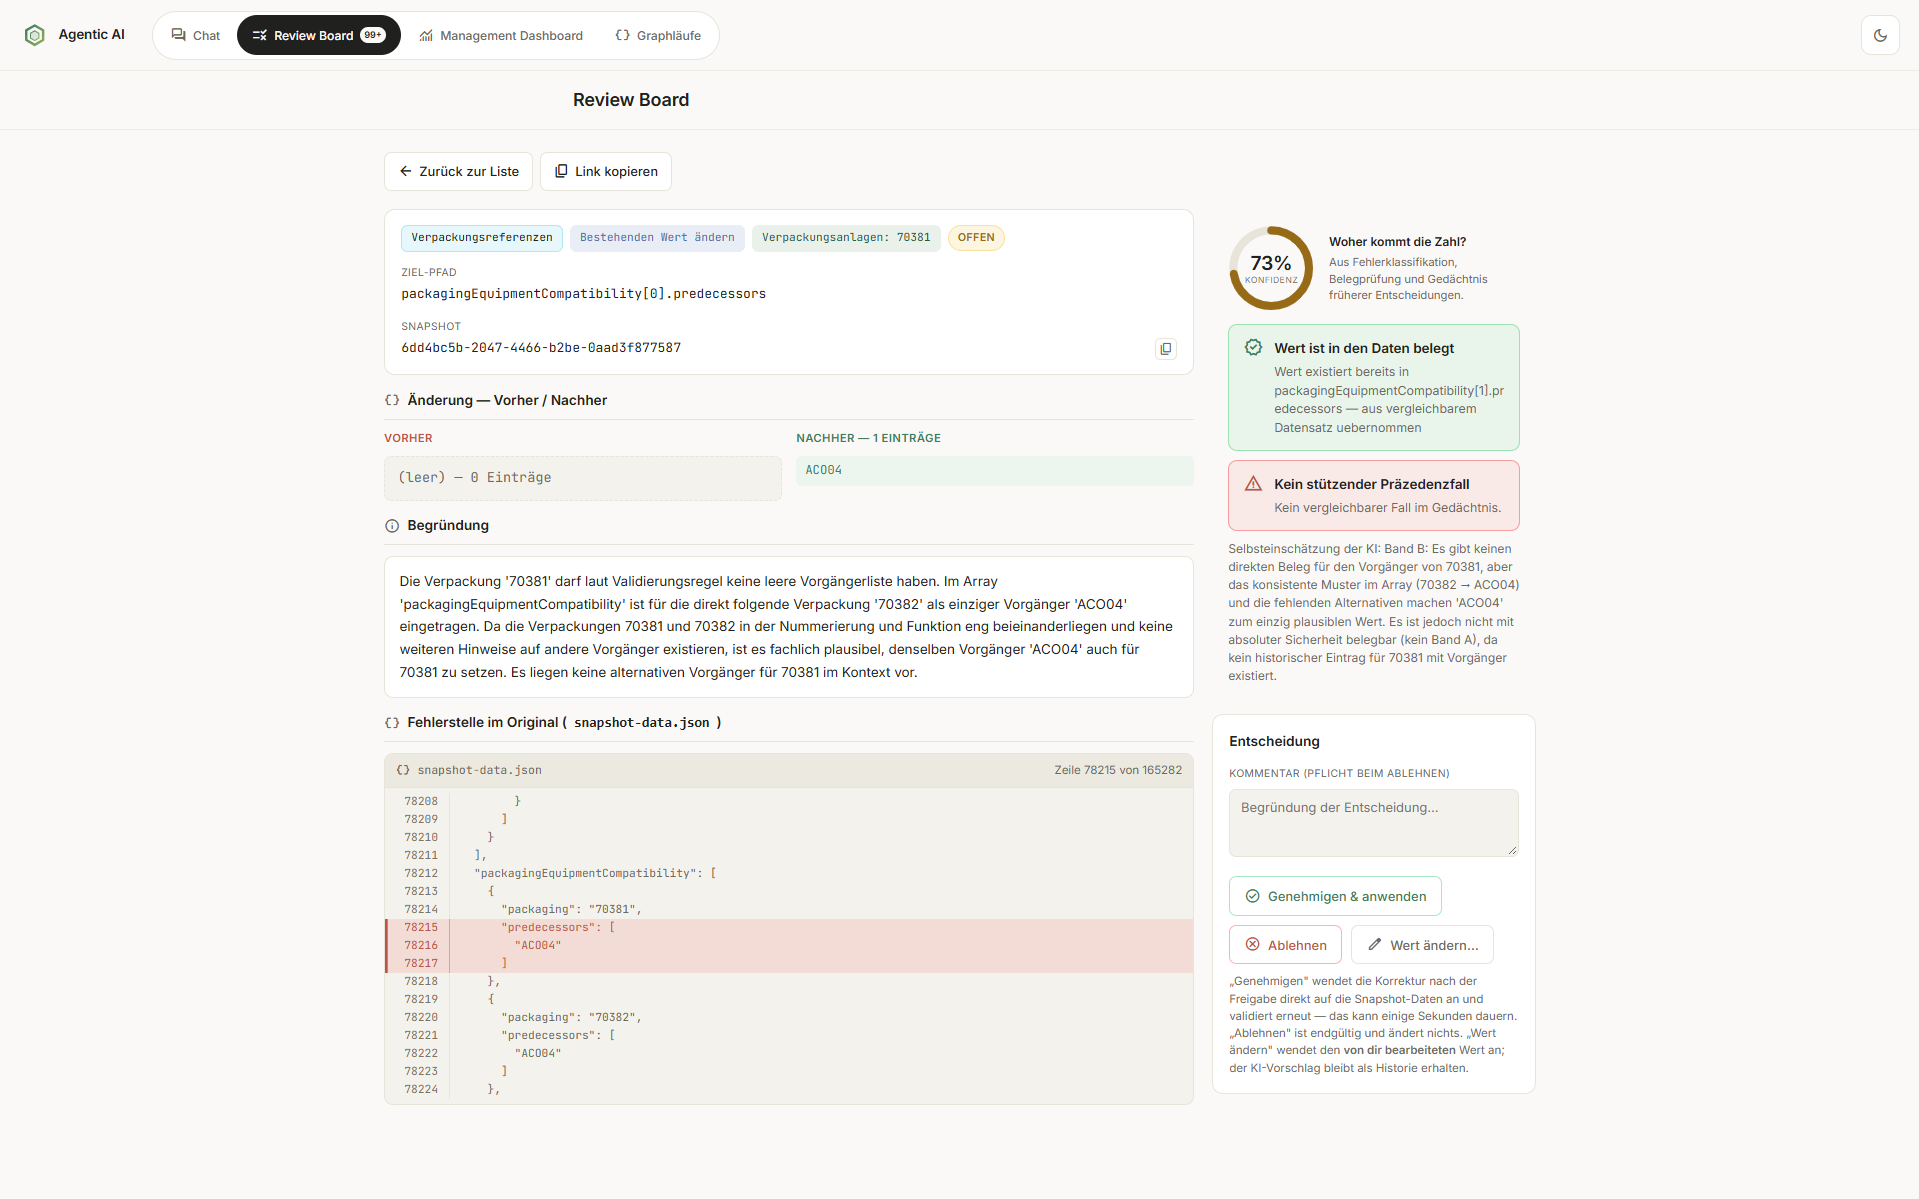 Agentic AI
Chat
Review Board 99+
Management Dashboard
Graphläufe
Review Board
Zurück zur Liste
Link kopieren
Verpackungsreferenzen
Bestehenden Wert ändern
Verpackungsanlagen: 70381
OFFEN
ZIEL-PFAD
packagingEquipmentCompatibility[0].predecessors
SNAPSHOT
6dd4bc5b-2047-4466-b2be-0aad3f877587
{} Änderung — Vorher / Nachher
VORHER
(leer) — 0 Einträge
NACHHER — 1 EINTRÄGE
ACO04
Begründung
Die Verpackung '70381' darf laut Validierungsregel keine leere Vorgängerliste haben. Im Array
'packagingEquipmentCompatibility' ist für die direkt folgende Verpackung '70382' als einziger Vorgänger 'ACO04'
eingetragen. Da die Verpackungen 70381 und 70382 in der Nummerierung und Funktion eng beieinanderliegen und keine
weiteren Hinweise auf andere Vorgänger existieren, ist es fachlich plausibel, denselben Vorgänger 'ACO04' auch für
70381 zu setzen. Es liegen keine alternativen Vorgänger für 70381 im Kontext vor.
{} Fehlerstelle im Original ( snapshot-data.json )
{} snapshot-data.json
Zeile 78215 von 165282
78208 }
78209 ]
78210 }
78211 ],
78212 "packagingEquipmentCompatibility": [
78213 {
78214 "packaging": "70381",
78215 "predecessors": [
78216 "ACO04"
78217 ]
78218 },
78219 {
78220 "packaging": "70382",
78221 "predecessors": [
78222 "ACO04"
78223 ]
78224 },
73%
KONFIDENZ
Woher kommt die Zahl?
Aus Fehlerklassifikation,
Belegprüfung und Gedächtnis
früherer Entscheidungen.
Wert ist in den Daten belegt
Wert existiert bereits in
packagingEquipmentCompatibility[1].pr
edecessors — aus vergleichbarem
Datensatz uebernommen
Kein stützender Präzedenzfall
Kein vergleichbarer Fall im Gedächtnis.
Selbsteinschätzung der KI: Band B: Es gibt keinen
direkten Beleg für den Vorgänger von 70381, aber
das konsistente Muster im Array (70382 → ACO04)
und die fehlenden Alternativen machen 'ACO04'
zum einzig plausiblen Wert. Es ist jedoch nicht mit
absoluter Sicherheit belegbar (kein Band A), da
kein historischer Eintrag für 70381 mit Vorgänger
existiert.
Entscheidung
KOMMENTAR (PFLICHT BEIM ABLEHNEN)
Begründung der Entscheidung...
Genehmigen & anwenden
Ablehnen
Wert ändern...
„Genehmigen" wendet die Korrektur nach der
Freigabe direkt auf die Snapshot-Daten an und
validiert erneut — das kann einige Sekunden dauern.
„Ablehnen" ist endgültig und ändert nichts. „Wert
ändern" wendet den von dir bearbeiteten Wert an;
der KI-Vorschlag bleibt als Historie erhalten.